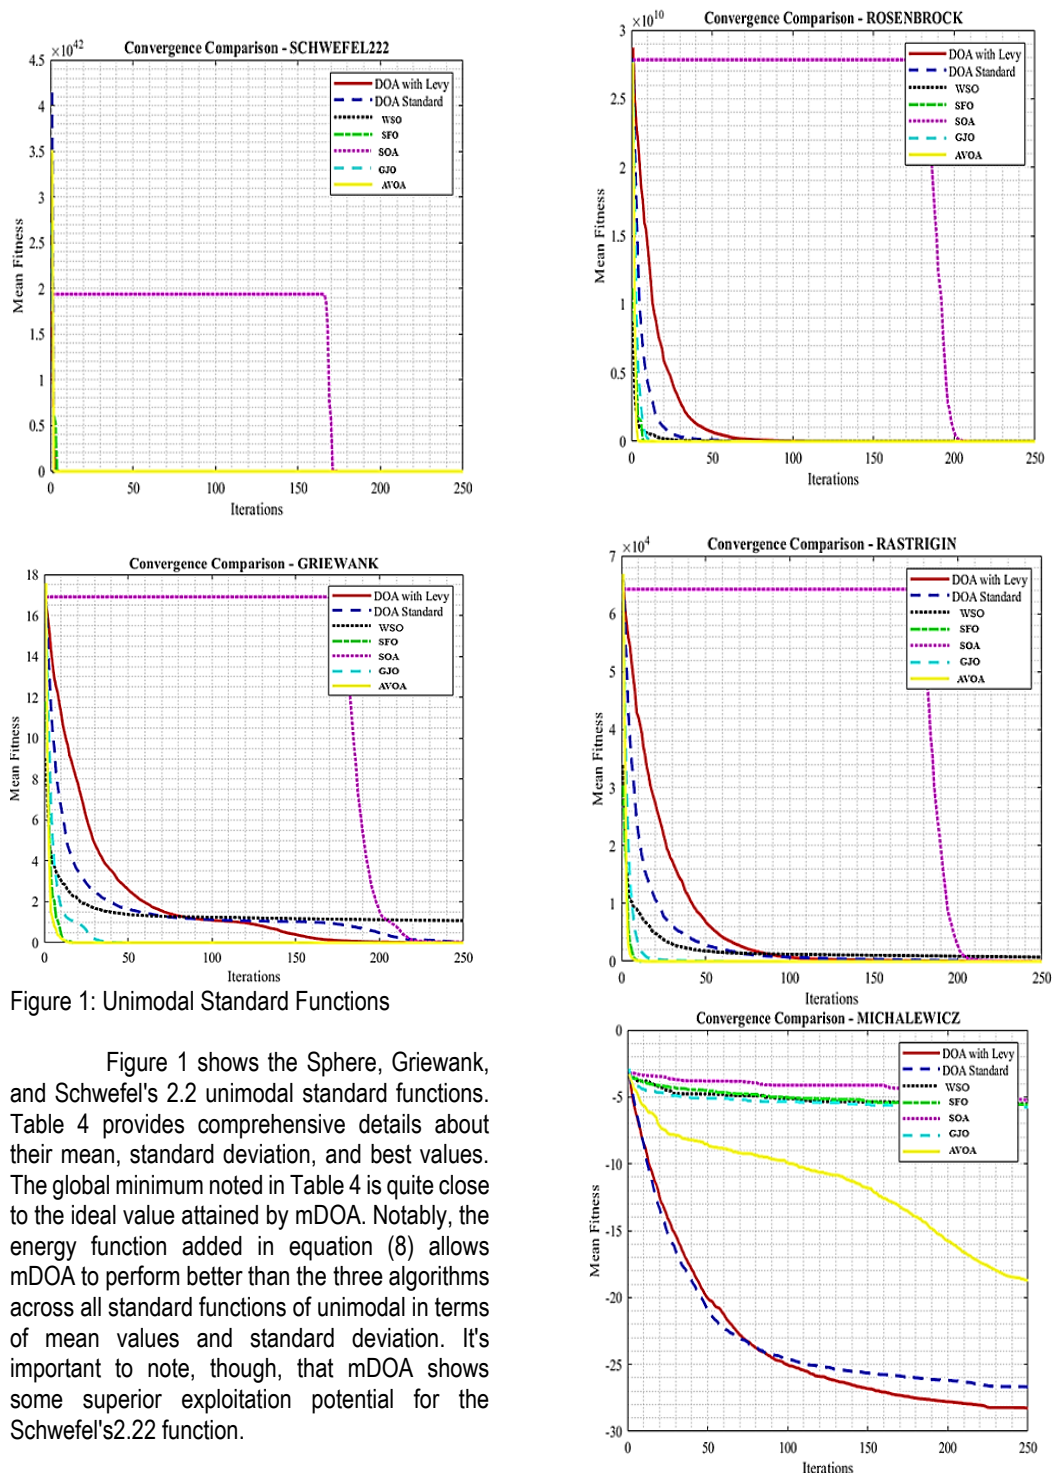 Convergence Comparison - SCHWEFEL222
×10^42
4.5
4
3.5
3
2.5
2
1.5
1
0.5
0
Mean Fitness
DOA with Levy
DOA Standard
WSO
SFO
SOA
GJO
AVOA
0 50 100 150 200 250
Iterations
Convergence Comparison - GRIEWANK
18
16
14
12
10
8
6
4
2
0
Mean Fitness
DOA with Levy
DOA Standard
WSO
SFO
SOA
GJO
AVOA
0 50 100 150 200 250
Iterations
Figure 1: Unimodal Standard Functions
Figure 1 shows the Sphere, Griewank,
and Schwefel's 2.2 unimodal standard functions.
Table 4 provides comprehensive details about
their mean, standard deviation, and best values.
The global minimum noted in Table 4 is quite close
to the ideal value attained by mDOA. Notably, the
energy function added in equation (8) allows
mDOA to perform better than the three algorithms
across all standard functions of unimodal in terms
of mean values and standard deviation. It's
important to note, though, that mDOA shows
some superior exploitation potential for the
Schwefel's2.22 function.
Convergence Comparison - ROSENBROCK
×10^10
3
2.5
2
1.5
1
0.5
0
Mean Fitness
DOA with Levy
DOA Standard
WSO
SFO
SOA
GJO
AVOA
0 50 100 150 200 250
Iterations
Convergence Comparison - RASTRIGIN
×10^4
7
6
5
4
3
2
1
0
Mean Fitness
DOA with Levy
DOA Standard
WSO
SFO
SOA
GJO
AVOA
0 50 100 150 200 250
Iterations
Convergence Comparison - MICHALEWICZ
0
-5
-10
-15
-20
-25
-30
Mean Fitness
DOA with Levy
DOA Standard
WSO
SFO
SOA
GJO
AVOA
0 50 100 150 200 250
Iterations